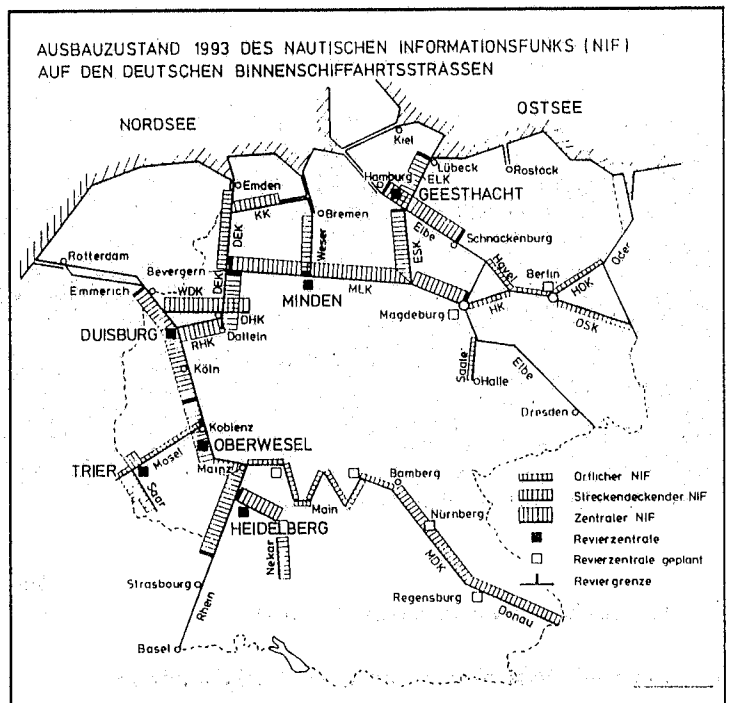 AUSBAUZUSTAND 1993 DES NAUTISCHEN INFORMATIONSFUNKS (NIF)
AUF DEN DEUTSCHEN BINNENSCHIFFAHRTSSTRASSEN
OSTSEE
NORDSEE
Kiel
Lübeck
Rostock
Hamburg
ELK
GEESTHACHT
Emden
KK
Bremen
DEK
Weser
Elbe
Schnackenburg
ESK
Oder
Havel
Berlin
HOK
Rotterdam
Bevergern
DEK
MLK
MINDEN
Emmerich
WDK
DHK
Magdeburg
HK
OSK
DUISBURG
RHK
Datteln
Saale
Elbe
Halle
Köln
Dresden
Koblenz
OBERWESEL
TRIER
Mosel
Mainz
Saar
Main
Bamberg
HEIDELBERG
Nürnberg
MDK
Nekar
Strasbourg
Rhein
Regensburg
Donau
Basel
Örtlicher NIF
Streckendeckender NIF
Zentraler NIF
Revierzentrale
Revierzentrale geplant
Reviergrenze